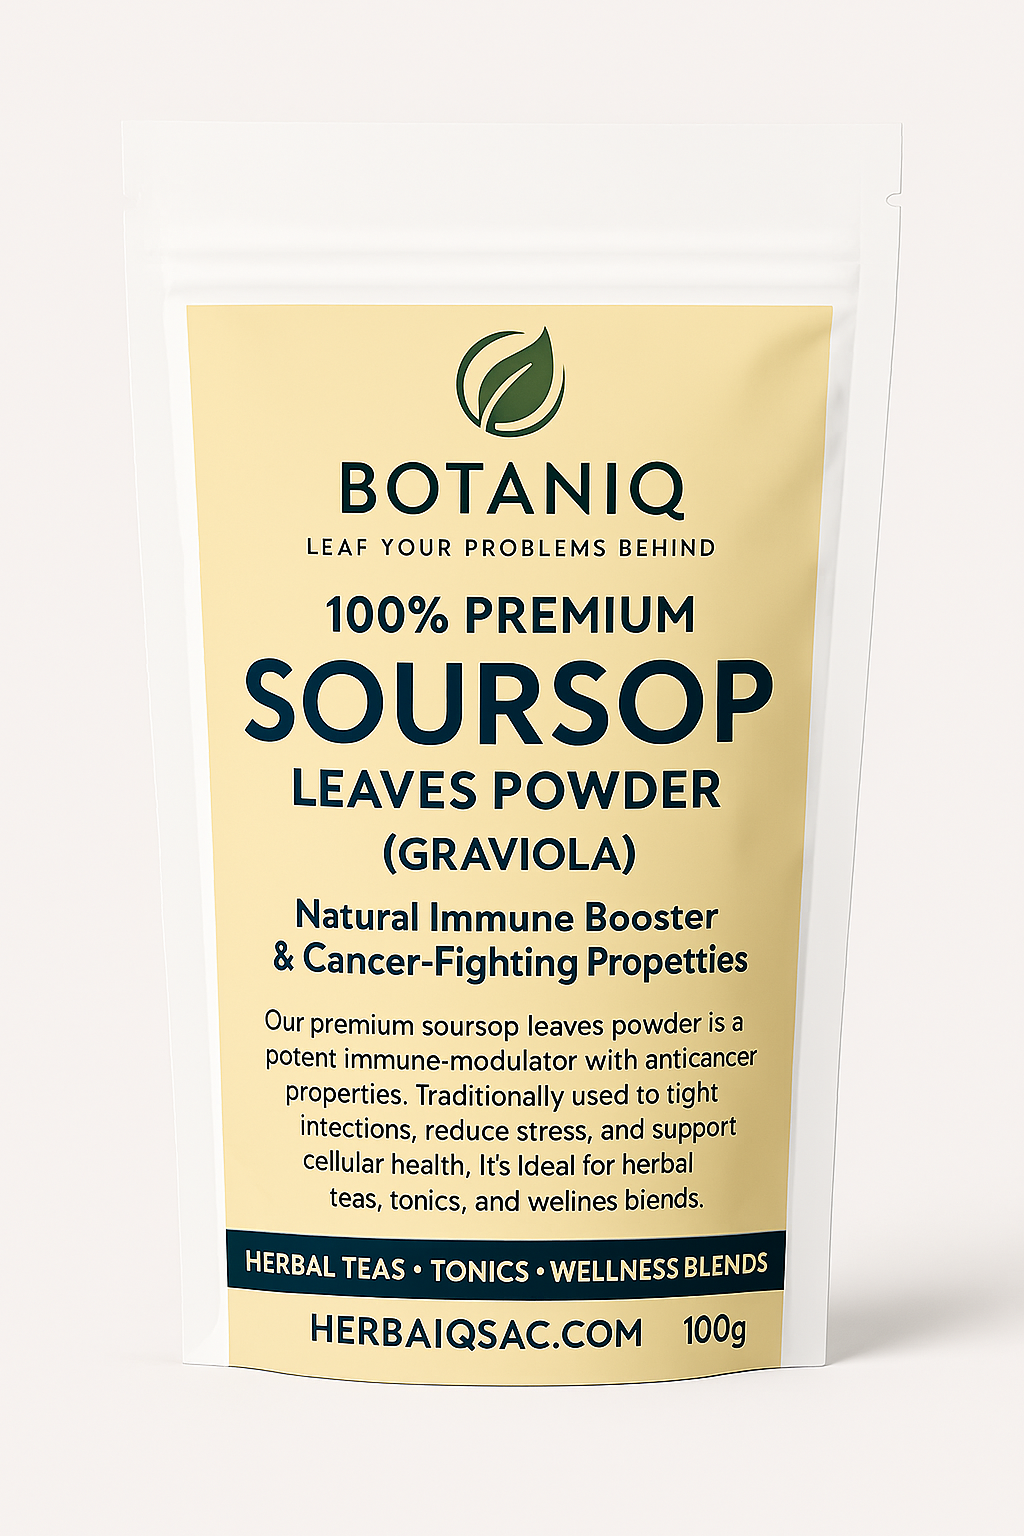 BOTANIQ
LEAF YOUR PROBLEMS BEHIND
100% PREMIUM
SOURSOP
LEAVES POWDER
(GRAVIOLA)
Natural Immune Booster
& Cancer-Fighting Propetties
Our premium soursop leaves powder is a
potent immune-modulator with anticancer
properties. Traditionally used to tight
intections, reduce stress, and support
cellular health, It's Ideal for herbal
teas, tonics, and welines biends.
HERBAL TEAS • TONICS • WELLNESS BLENDS
HERBAIQSAC.COM 100g